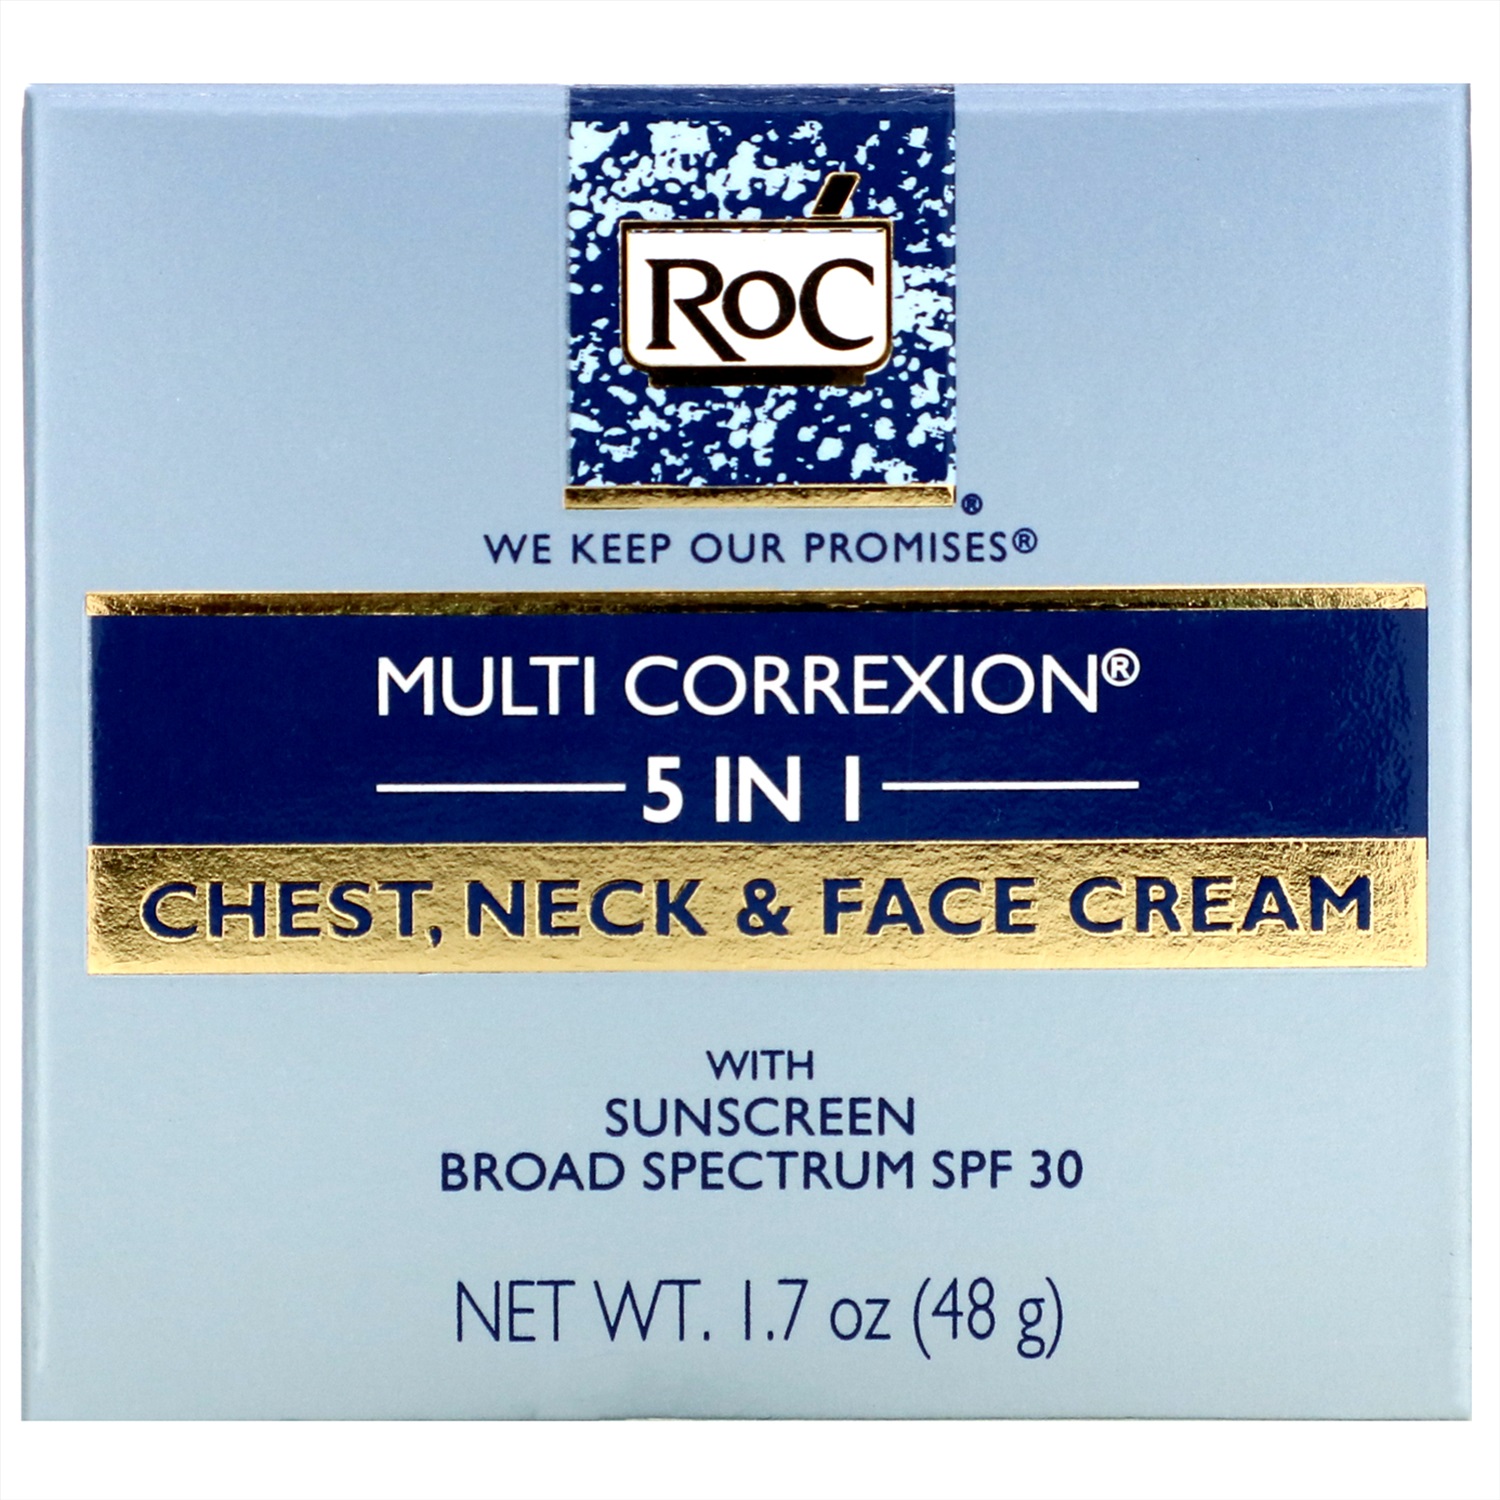 RoC
®
WE KEEP OUR PROMISES®
MULTI CORREXION®
5 IN 1
CHEST, NECK & FACE CREAM
WITH
SUNSCREEN
BROAD SPECTRUM SPF 30
NET WT. 1.7 oz (48 g)